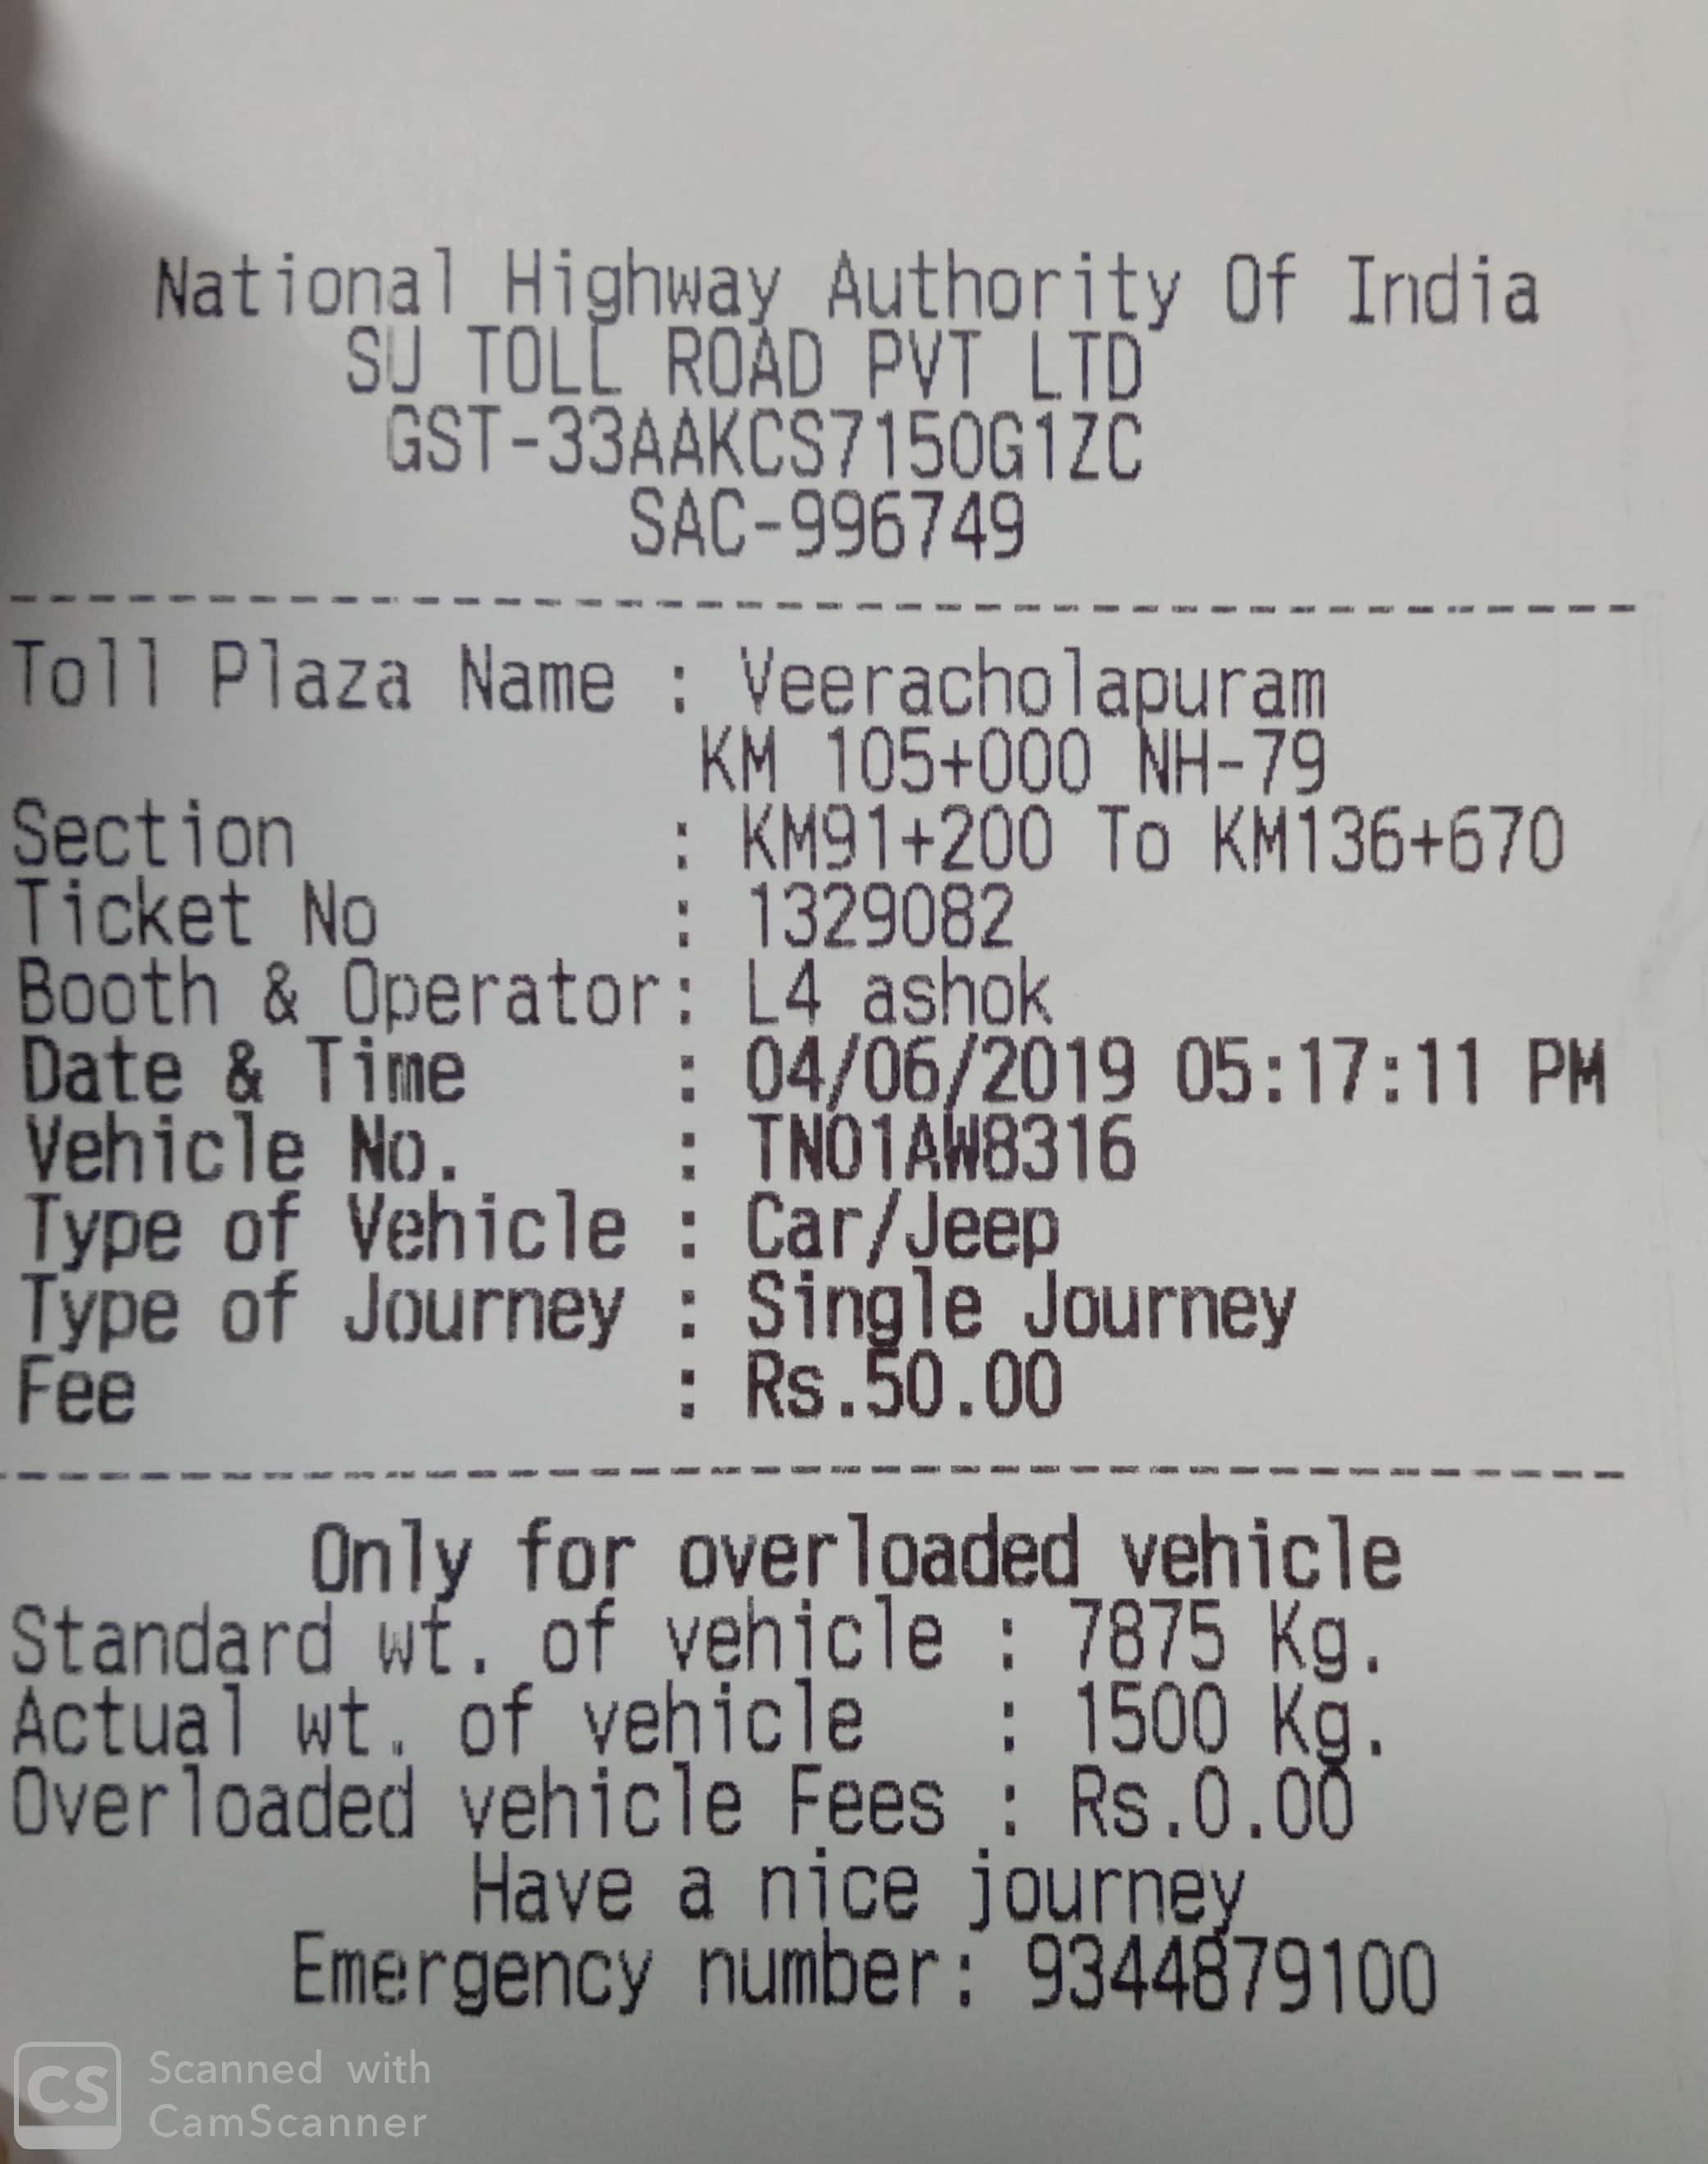 National Highway Authority Of India
SU TOLL ROAD PVT LTD
GST-33AAKCS7150G1ZC
SAC-996749
Toll Plaza Name : Veeracholapuram
KM 105+000 NH-79
Section : KM91+200 To KM136+670
Ticket No : 1329082
Booth & Operator: L4 ashok
Date & Time : 04/06/2019 05:17:11 PM
Vehicle No. : TN01AW8316
Type of Vehicle : Car/Jeep
Type of Journey : Single Journey
Fee : Rs.50.00
Only for overloaded vehicle
Standard wt. of vehicle : 7875 Kg.
Actual wt. of vehicle : 1500 Kg.
Overloaded vehicle Fees : Rs.0.00
Have a nice journey
Emergency number: 9344879100
CS Scanned with
CamScanner